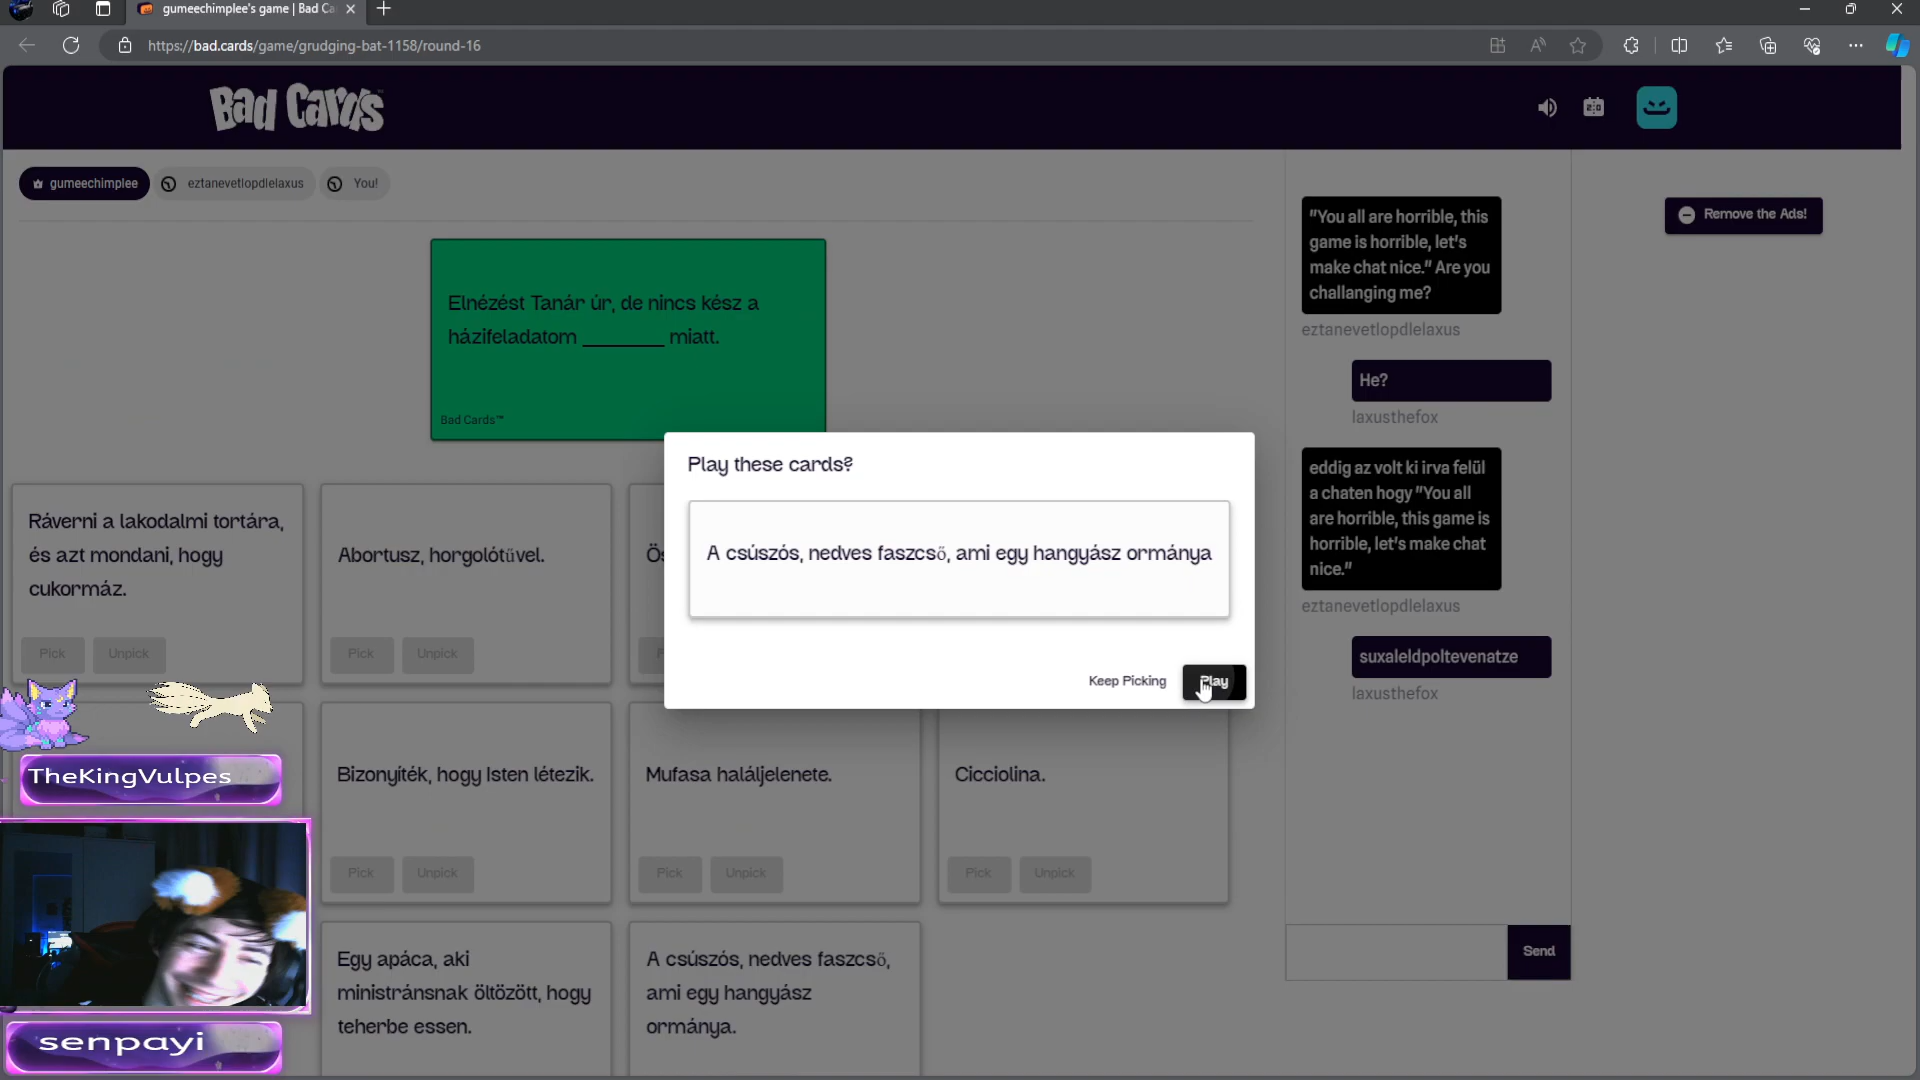 gumeechimplee's game | Bad Ca
https://bad.cards/game/grudging-bat-1158/round-16
Bad Cards
gumeechimplee
eztanevetlopdlelaxus
You!
Remove the Ads!
"You all are horrible, this
game is horrible, let's
make chat nice." Are you
challanging me?
eztanevetlopdlelaxus
He?
laxusthefox
eddig az volt ki irva felül
a chaten hogy "You all
are horrible, this game is
horrible, let's make chat
nice."
eztanevetlopdlelaxus
suxaleldpoltevenatze
laxusthefox
Send
Elnézést Tanár úr, de nincs kész a
házifeladatom ________ miatt.
Bad Cards™
Play these cards?
A csúszós, nedves faszcső, ami egy hangyász ormánya
Keep Picking
Play
Ráverni a lakodalmi tortára,
és azt mondani, hogy
cukormáz.
Pick
Unpick
Abortusz, horgolótűvel.
Pick
Unpick
Bizonyíték, hogy Isten létezik.
Pick
Unpick
Mufasa haláljelenete.
Pick
Unpick
Cicciolina.
Pick
Unpick
Egy apáca, aki
ministránsnak öltözött, hogy
teherbe essen.
A csúszós, nedves faszcső,
ami egy hangyász
ormánya.
TheKingVulpes
senpayi